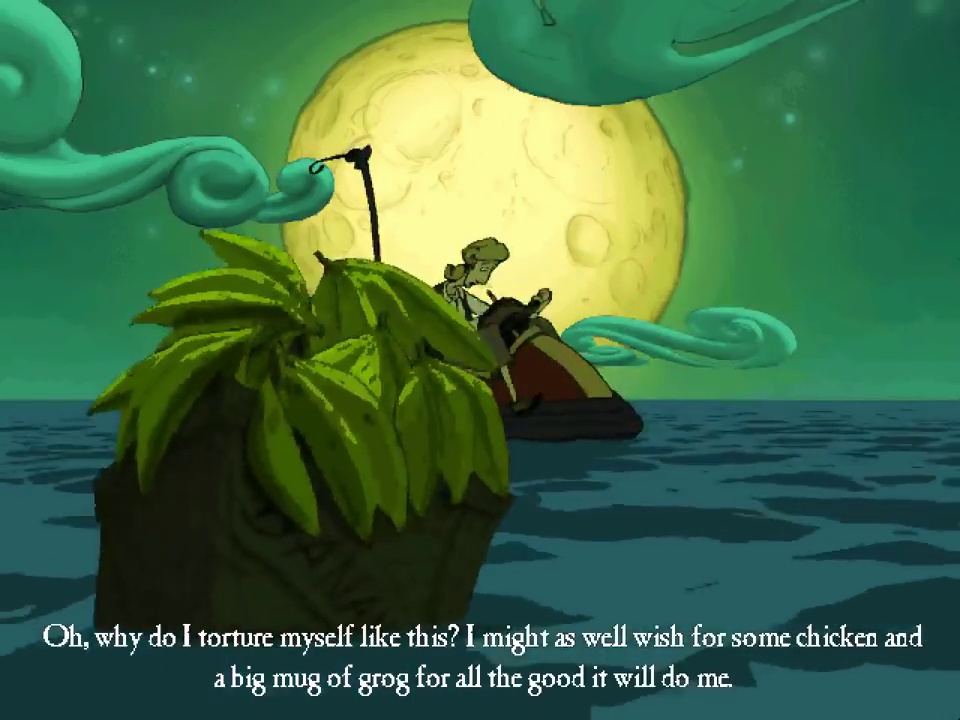 Oh, why do I torture myself like this? I might as well wish for some chicken and
a big mug of grog for all the good it will do me.